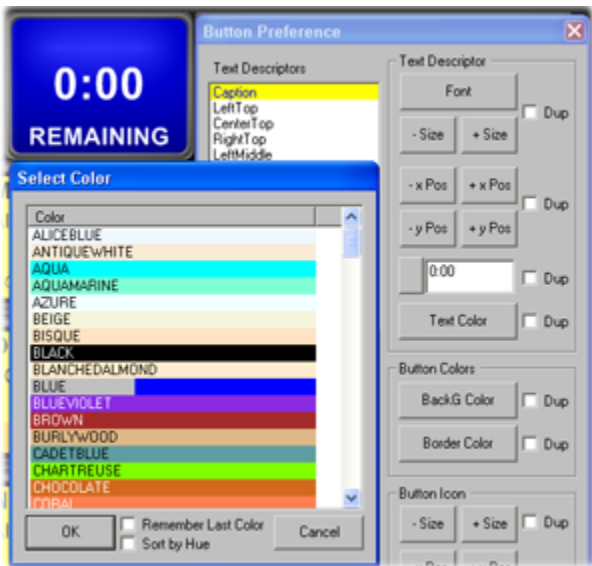 0:00
REMAINING
Button Preference
Text Descriptors
Caption
LeftTop
CenterTop
RightTop
LeftMiddle
Text Descriptor
Font
Dup
- Size
+ Size
- x Pos
+ x Pos
Dup
- y Pos
+ y Pos
0:00
Dup
Text Color
Dup
Button Colors
BackG Color
Dup
Border Color
Dup
Button Icon
- Size
+ Size
Dup
- x Pos
+ x Pos
Select Color
Color
ALICEBLUE
ANTIQUEWHITE
AQUA
AQUAMARINE
AZURE
BEIGE
BISQUE
BLACK
BLANCHEDALMOND
BLUE
BLUEVIOLET
BROWN
BURLYWOOD
CADETBLUE
CHARTREUSE
CHOCOLATE
CORAL
OK
Remember Last Color
Sort by Hue
Cancel